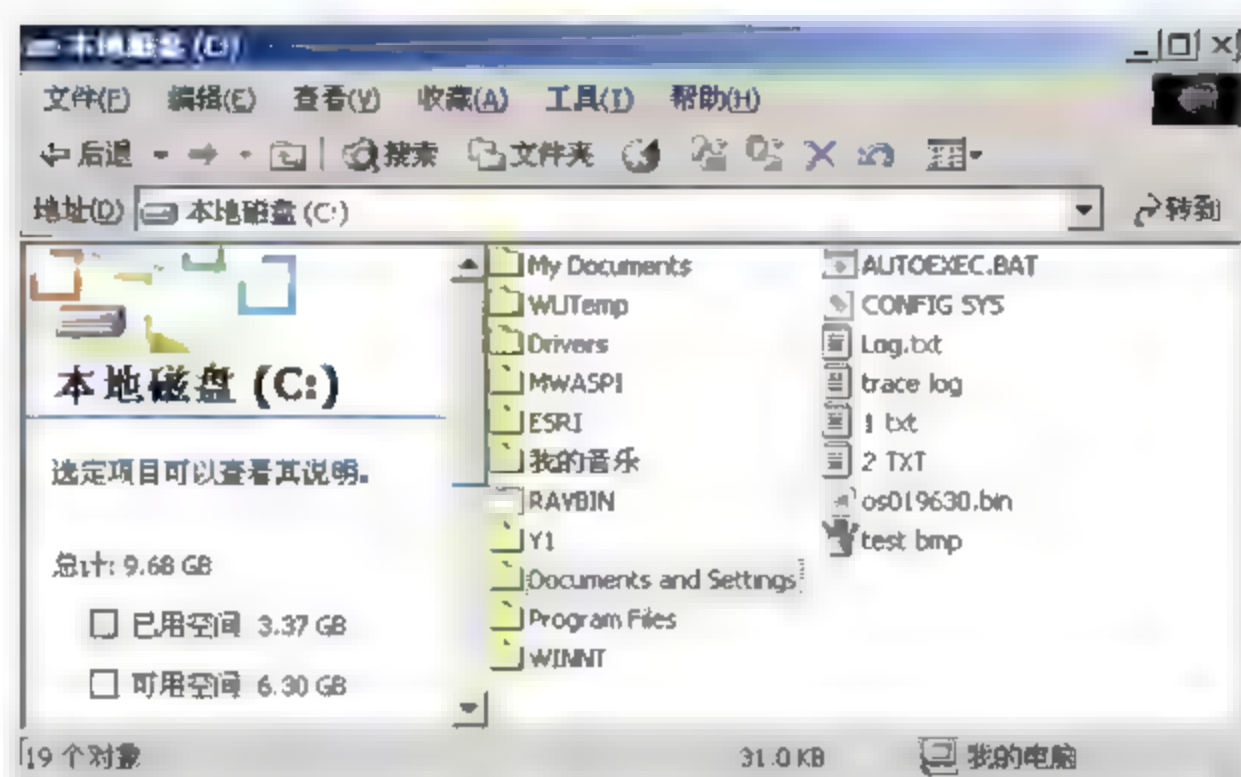 本地磁盘 (C:)
文件(F) 编辑(E) 查看(V) 收藏(A) 工具(T) 帮助(H)
后退 搜索 文件夹
地址(D) 本地磁盘 (C:) 转到
本地磁盘 (C:)
选定项目可以查看其说明。
总计: 9.68 GB
已用空间 3.37 GB
可用空间 6.30 GB
My Documents
WUTemp
Drivers
MWASPI
ESRI
我的音乐
RAVBIN
Y1
Documents and Settings
Program Files
WINNT
AUTOEXEC.BAT
CONFIG SYS
Log.txt
trace log
1 txt
2 TXT
os019630.bin
test bmp
19 个对象 31.0 KB 我的电脑